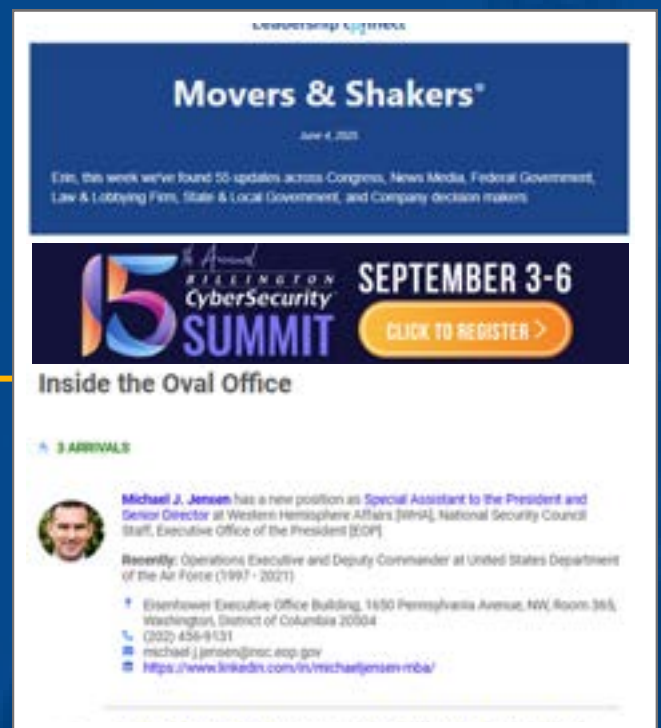 Leadership Connect
Movers & Shakers®
June 4, 2025
Erin, this week we've found 55 updates across Congress, News Media, Federal Government,
Law & Lobbying Firm, State & Local Government, and Company decision makers
15
th Annual
BILLINGTON
CyberSecurity
SUMMIT
SEPTEMBER 3-6
CLICK TO REGISTER >
Inside the Oval Office
3 ARRIVALS
Michael J. Jensen has a new position as Special Assistant to the President and
Senior Director at Western Hemisphere Affairs [WHA], National Security Council
Staff, Executive Office of the President [EOP]
Recently: Operations Executive and Deputy Commander at United States Department
of the Air Force (1997 - 2021)
Eisenhower Executive Office Building, 1650 Pennsylvania Avenue, NW, Room 365,
Washington, District of Columbia 20504
(202) 456-9131
michael.j.jensen@nsc.eop.gov
https://www.linkedin.com/in/michaeljensen-mba/